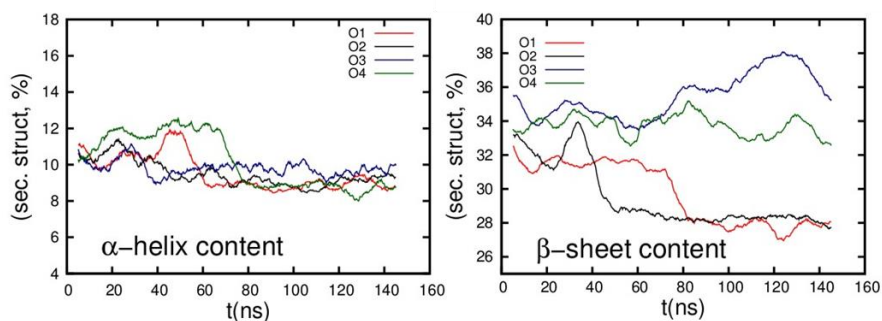 18
16
14
12
10
8
6
4
0 20 40 60 80 100 120 140 160
t(ns)
(sec. struct, %)
O1
O2
O3
O4
α-helix content
40
38
36
34
32
30
28
26
0 20 40 60 80 100 120 140 160
t(ns)
(sec. struct, %)
O1
O2
O3
O4
β-sheet content